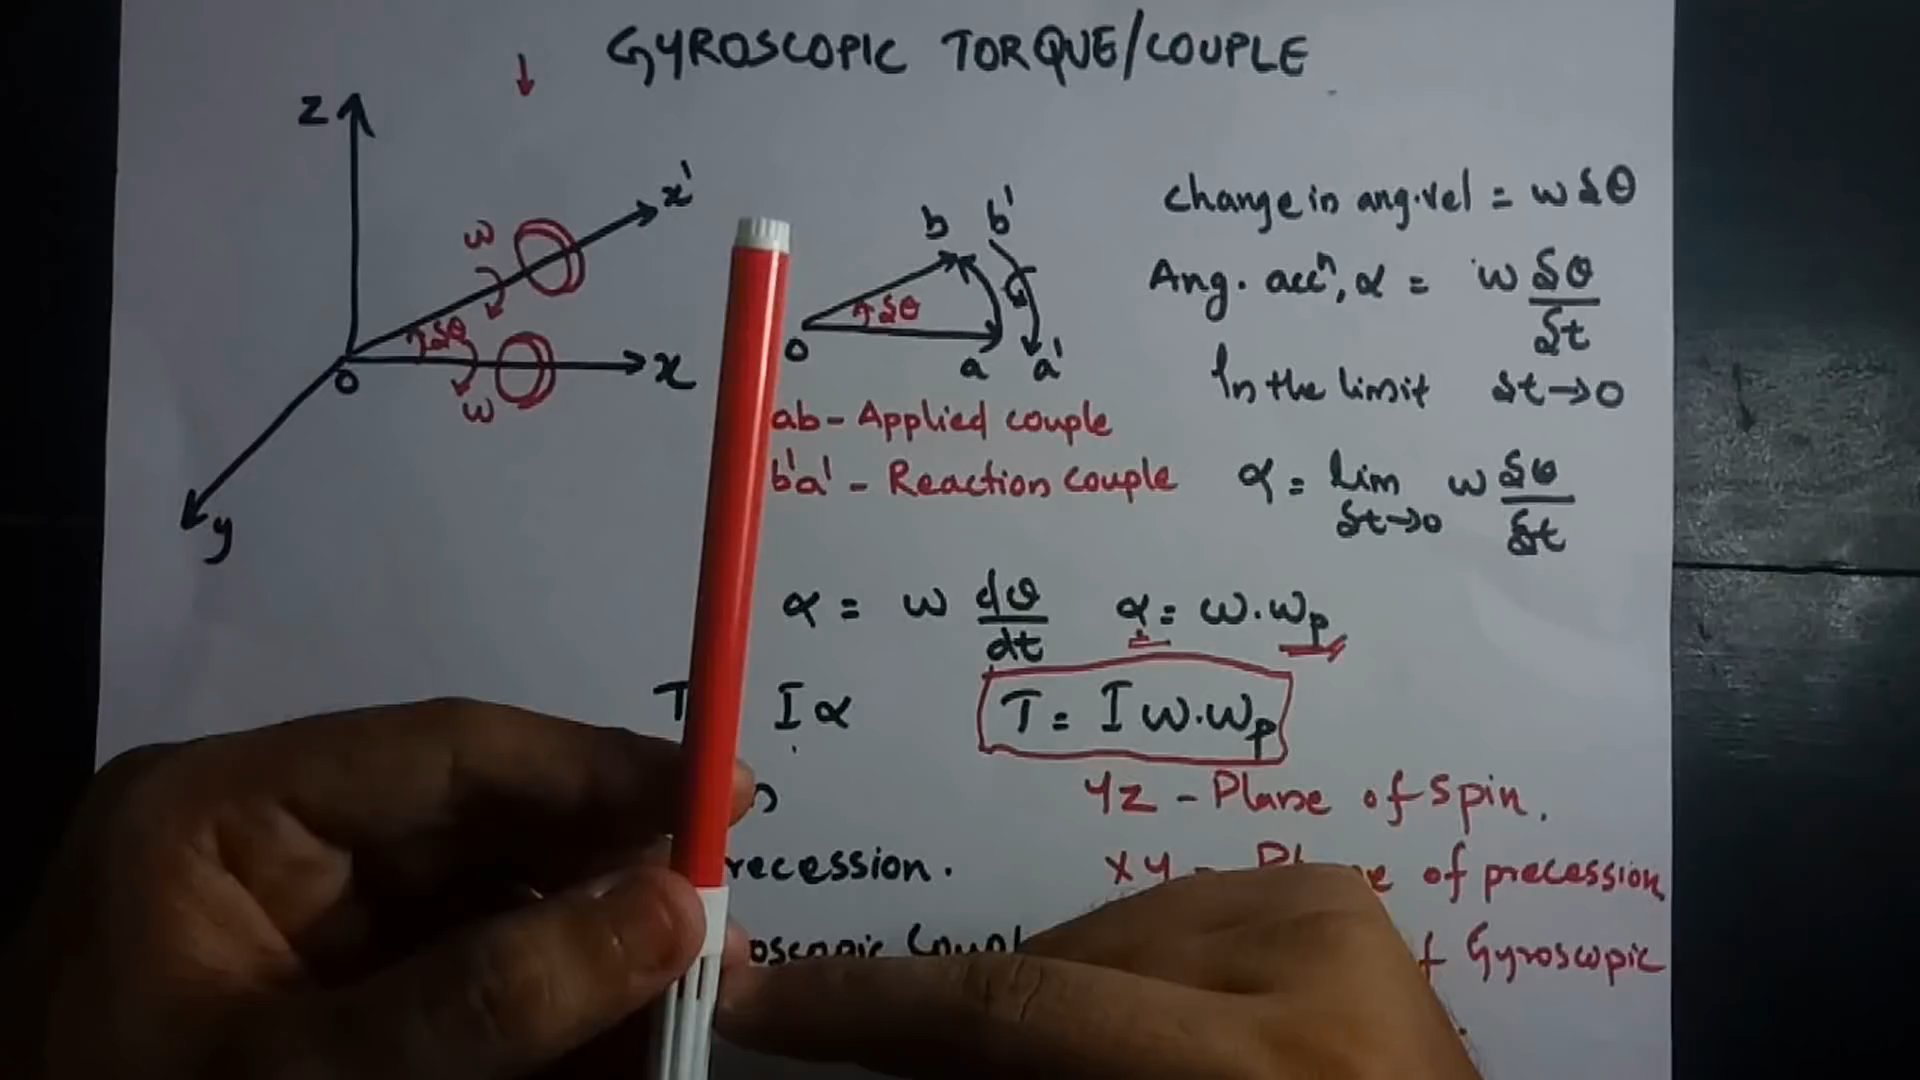 GYROSCOPIC TORQUE/COUPLE
z
x'
ω
δθ
ω
x
o
y
b b'
δθ
o
a a'
ab - Applied couple
b'a' - Reaction couple
Change in ang.vel = ω δθ
Ang. accⁿ, α = ω δθ/δt
In the limit δt→0
α = lim δt→0 ω δθ/δt
α = ω dθ/dt α = ω.ωp
T Iα T = I ω.ωp
YZ - Plane of spin.
recession. XY - of precession
f Gyroscopic